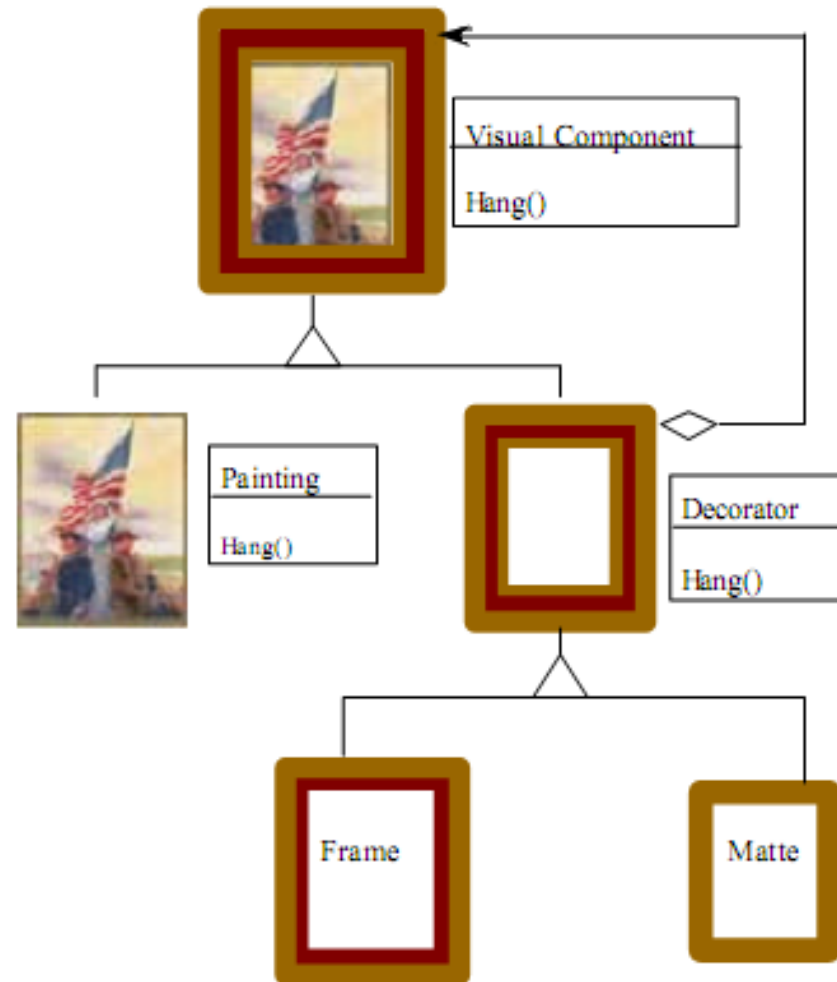 Visual Component
Hang()
Painting
Hang()
Decorator
Hang()
Frame
Matte